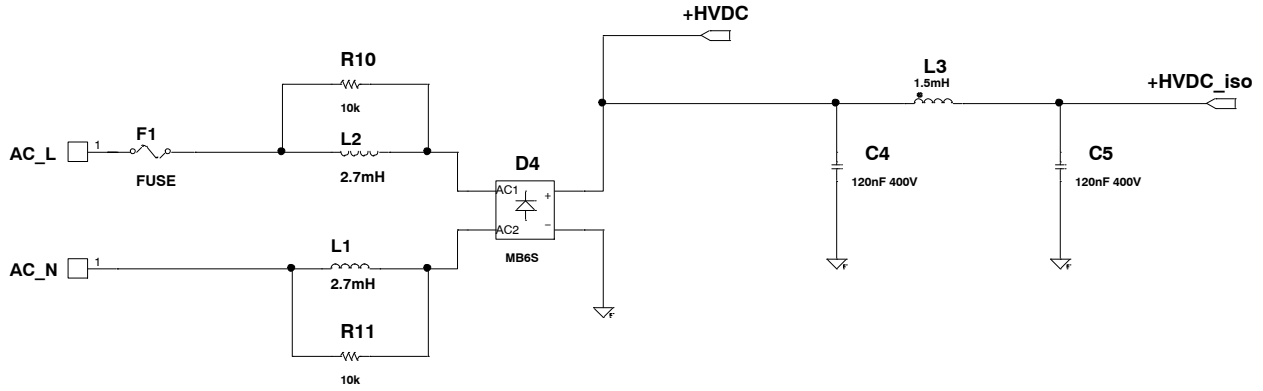 +HVDC
R10
10k
L3
1.5mH
+HVDC_iso
F1
L2
AC_L
1
FUSE
2.7mH
D4
C4
C5
120nF 400V
120nF 400V
AC1
+
AC2
−
MB6S
L1
AC_N
1
2.7mH
R11
10k